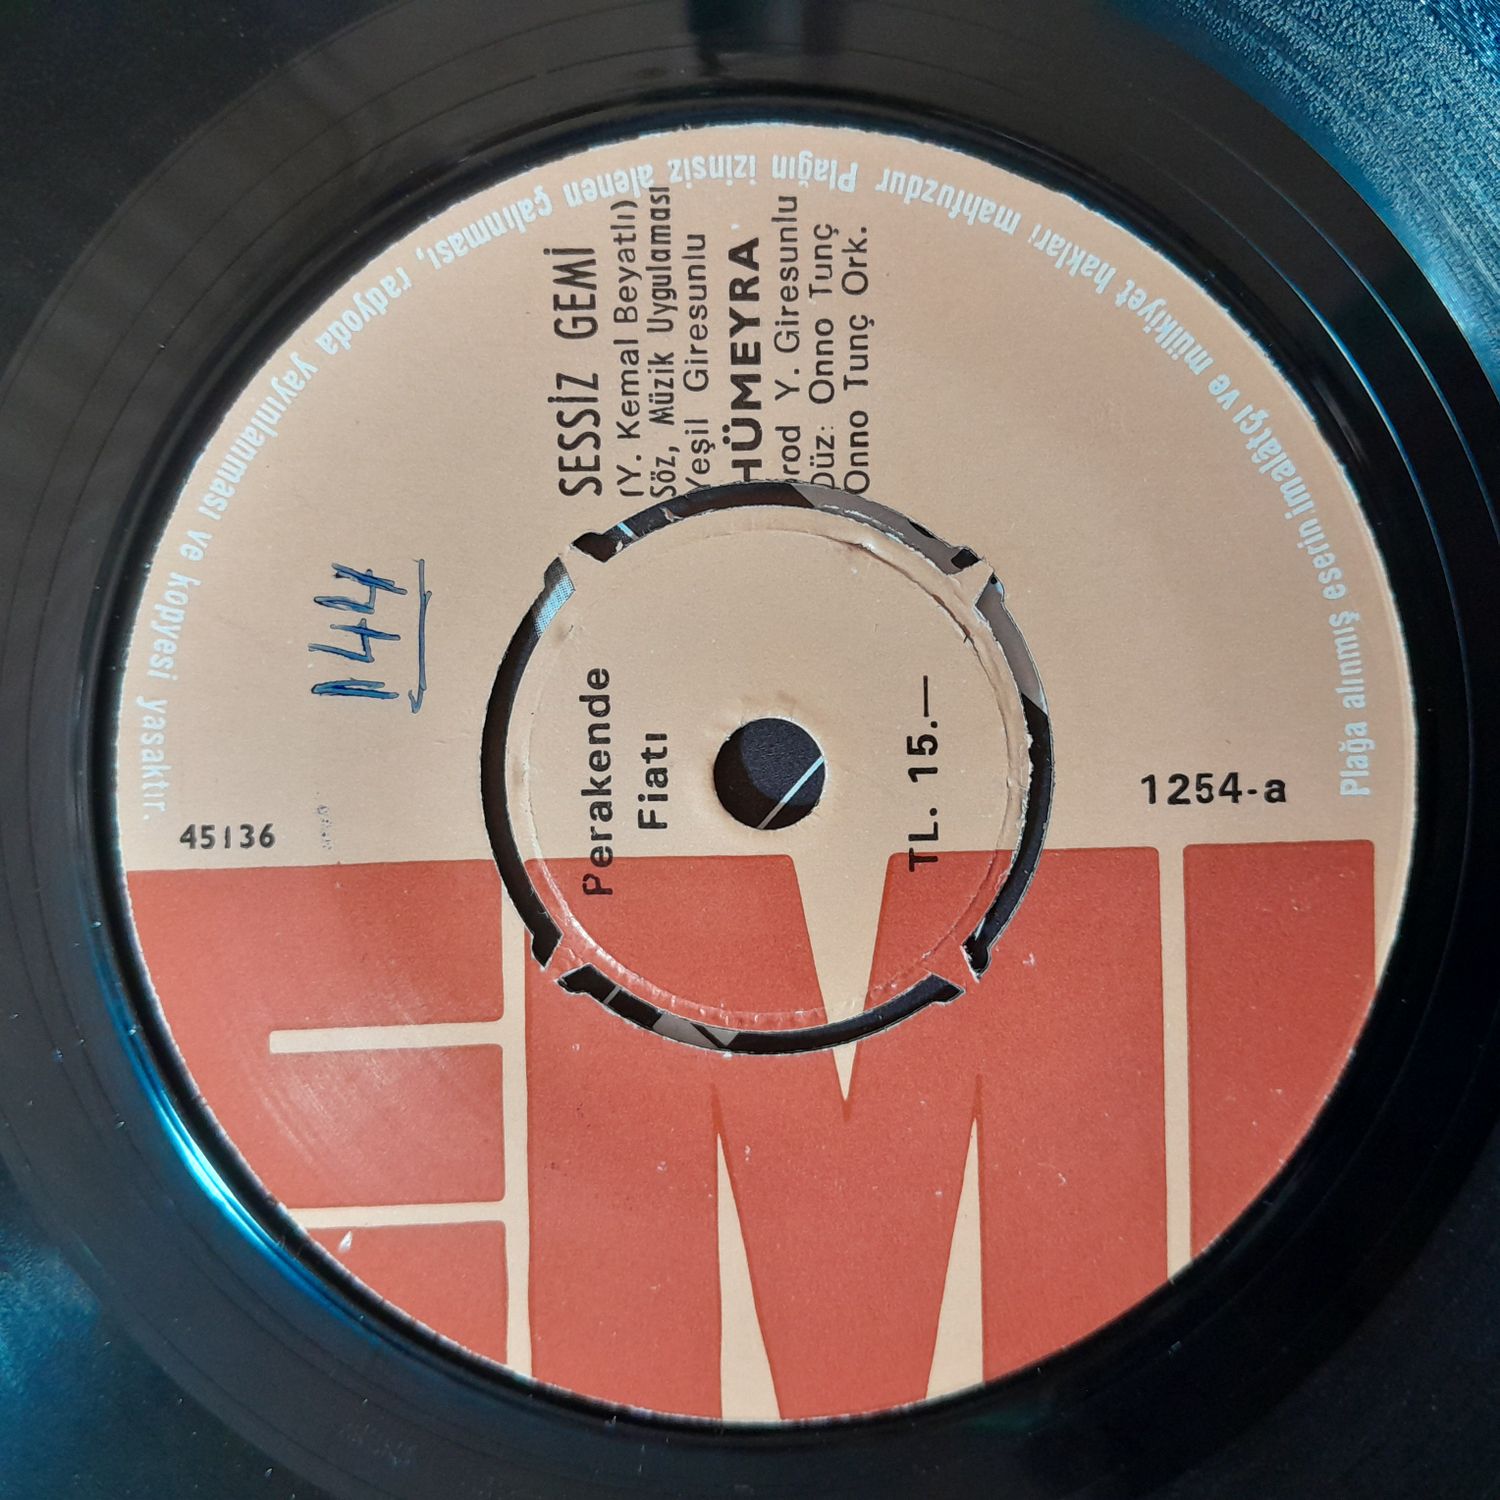 Plağa alınmış eserin imalâtçı ve mülkiyet hakları mahfuzdur Plağın izinsiz alenen çalınması, radyoda yayınlanması ve kopyesi yasaktır.
SESSİZ GEMİ
(Y. Kemal Beyatlı)
Söz, Müzik Uygulaması
Yeşil Giresunlu
HÜMEYRA
rod Y. Giresunlu
Düz: Onno Tunç
Onno Tunç Ork.
144
Perakende
Fiatı
TL. 15.—
45136
1254-a
EMI